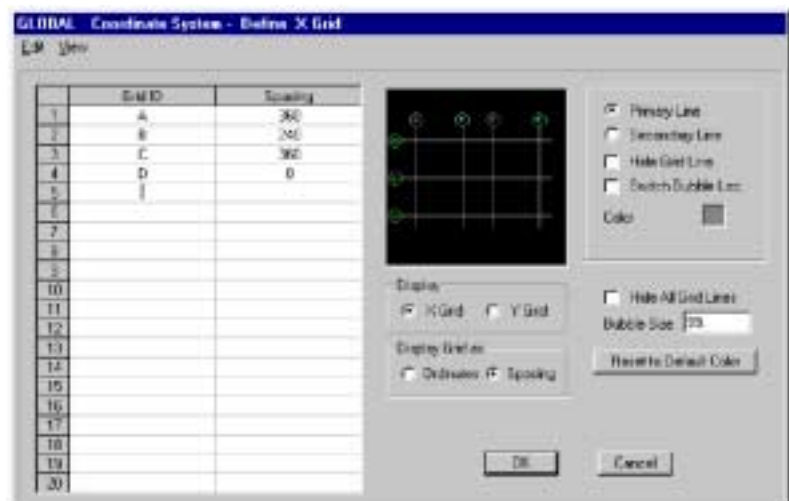 GLOBAL Coordinate System - Define X Grid
Edit View
Grid ID Spacing
1 A 360
2 B 240
3 C 360
4 D 0
5
6
7
8
9
10
11
12
13
14
15
16
17
18
19
20
Primary Line
Secondary Line
Hide Grid Line
Switch Bubble Loc.
Color
Display
X Grid Y Grid
Display Grid as
Ordinates Spacing
Hide All Grid Lines
Bubble Size
Reset to Default Color
OK Cancel